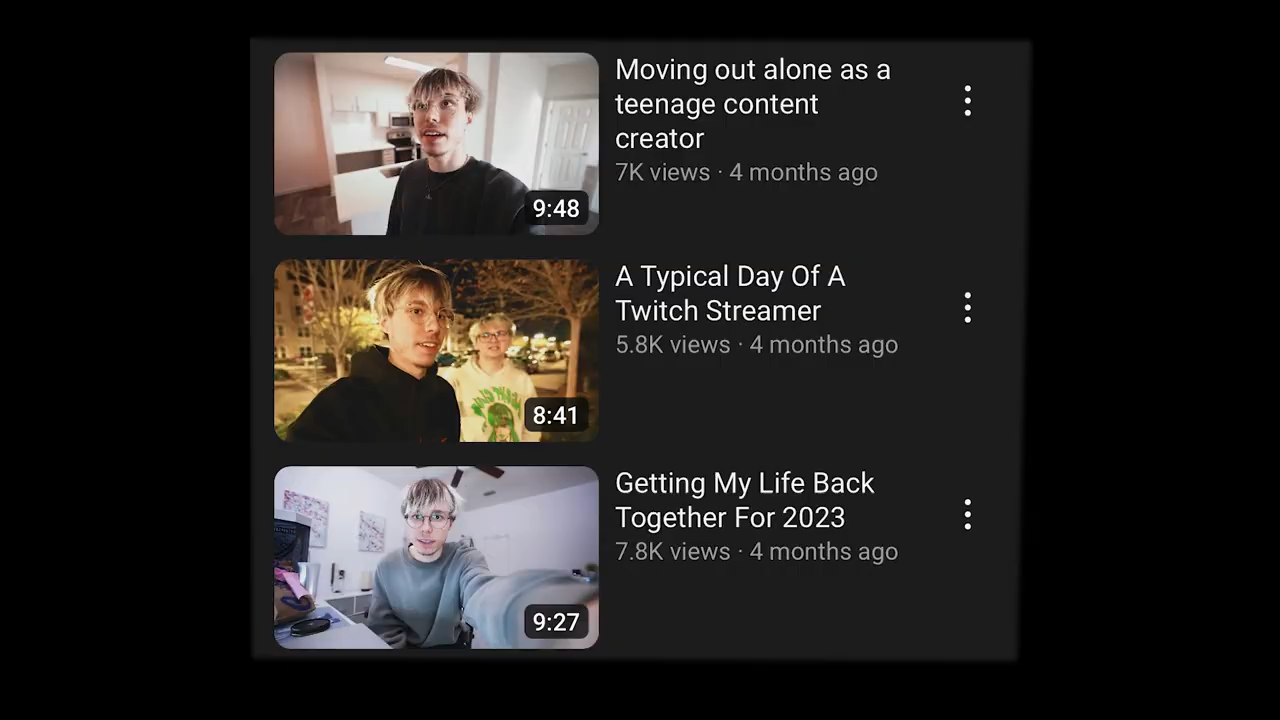 Moving out alone as a
teenage content
creator
7K views · 4 months ago
9:48
A Typical Day Of A
Twitch Streamer
5.8K views · 4 months ago
8:41
Getting My Life Back
Together For 2023
7.8K views · 4 months ago
9:27